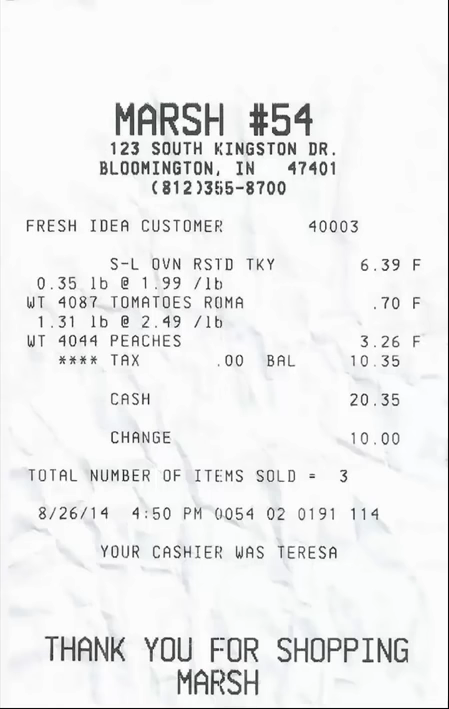 MARSH #54
123 SOUTH KINGSTON DR.
BLOOMINGTON, IN 47401
(812)355-8700
FRESH IDEA CUSTOMER 40003
S-L OVN RSTD TKY 6.39 F
0.35 lb @ 1.99 /lb
WT 4087 TOMATOES ROMA .70 F
1.31 lb @ 2.49 /lb
WT 4044 PEACHES 3.26 F
**** TAX .00 BAL 10.35
CASH 20.35
CHANGE 10.00
TOTAL NUMBER OF ITEMS SOLD = 3
8/26/14 4:50 PM 0054 02 0191 114
YOUR CASHIER WAS TERESA
THANK YOU FOR SHOPPING
MARSH